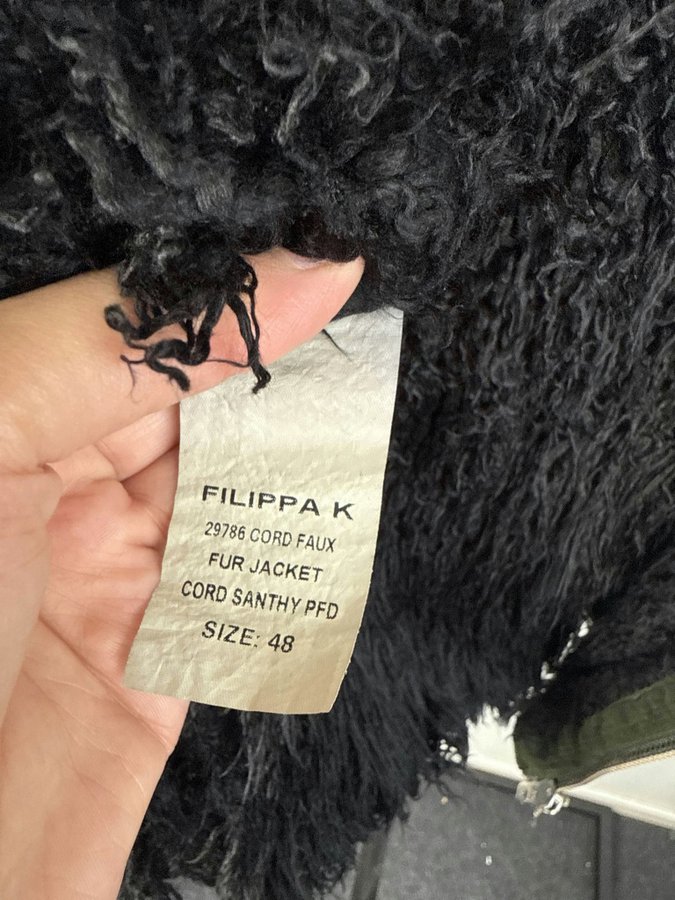 FILIPPA K
29786 CORD FAUX
FUR JACKET
CORD SANTHY PFD
SIZE: 48